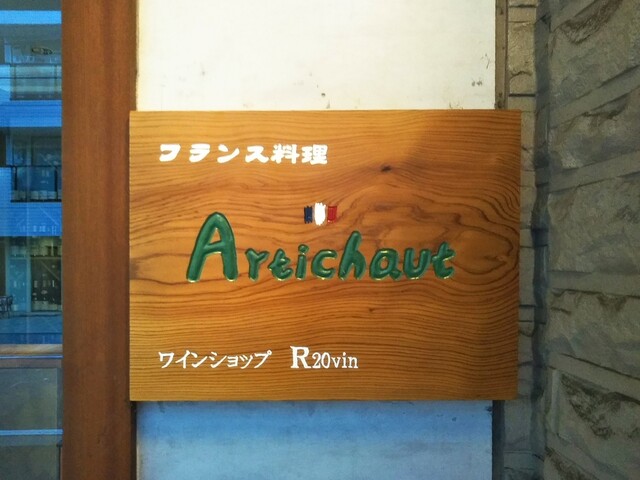 フランス料理
Artichaut
ワインショップ R20vin